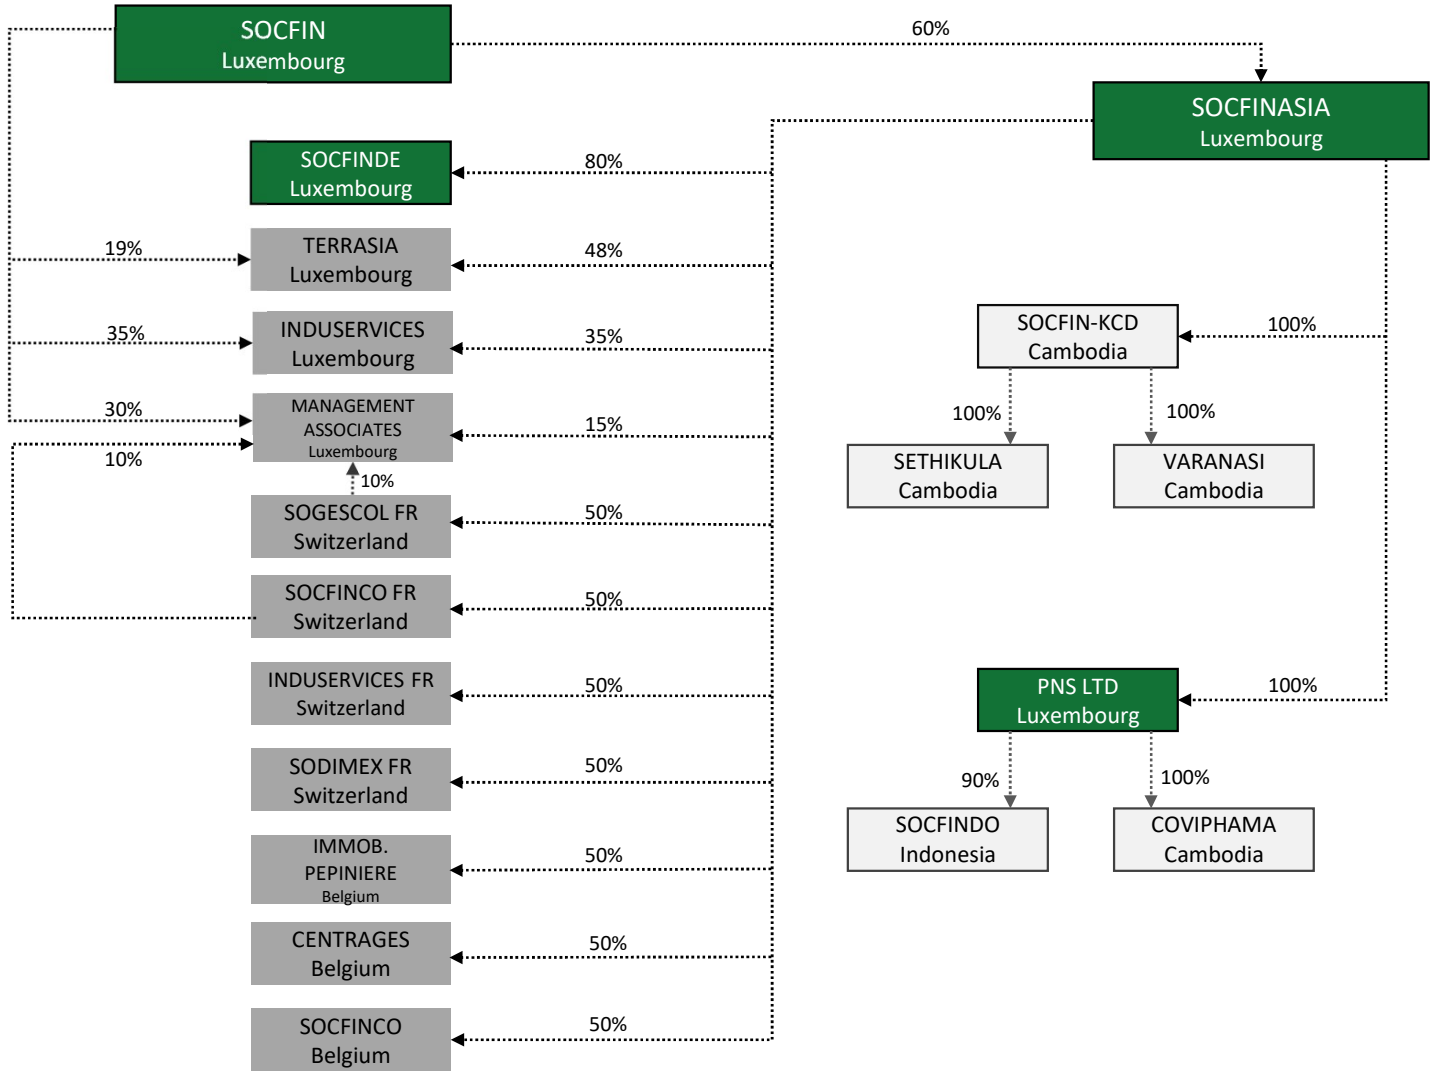 SOCFIN
Luxembourg
60%
SOCFINASIA
Luxembourg
SOCFINDE
Luxembourg
80%
19%
TERRASIA
Luxembourg
48%
35%
INDUSERVICES
Luxembourg
35%
30%
MANAGEMENT
ASSOCIATES
Luxembourg
15%
10%
10%
SOGESCOL FR
Switzerland
50%
SOCFINCO FR
Switzerland
50%
INDUSERVICES FR
Switzerland
50%
SODIMEX FR
Switzerland
50%
IMMOB.
PEPINIERE
Belgium
50%
CENTRAGES
Belgium
50%
SOCFINCO
Belgium
50%
SOCFIN-KCD
Cambodia
100%
100%
100%
SETHIKULA
Cambodia
VARANASI
Cambodia
PNS LTD
Luxembourg
100%
90%
100%
SOCFINDO
Indonesia
COVIPHAMA
Cambodia